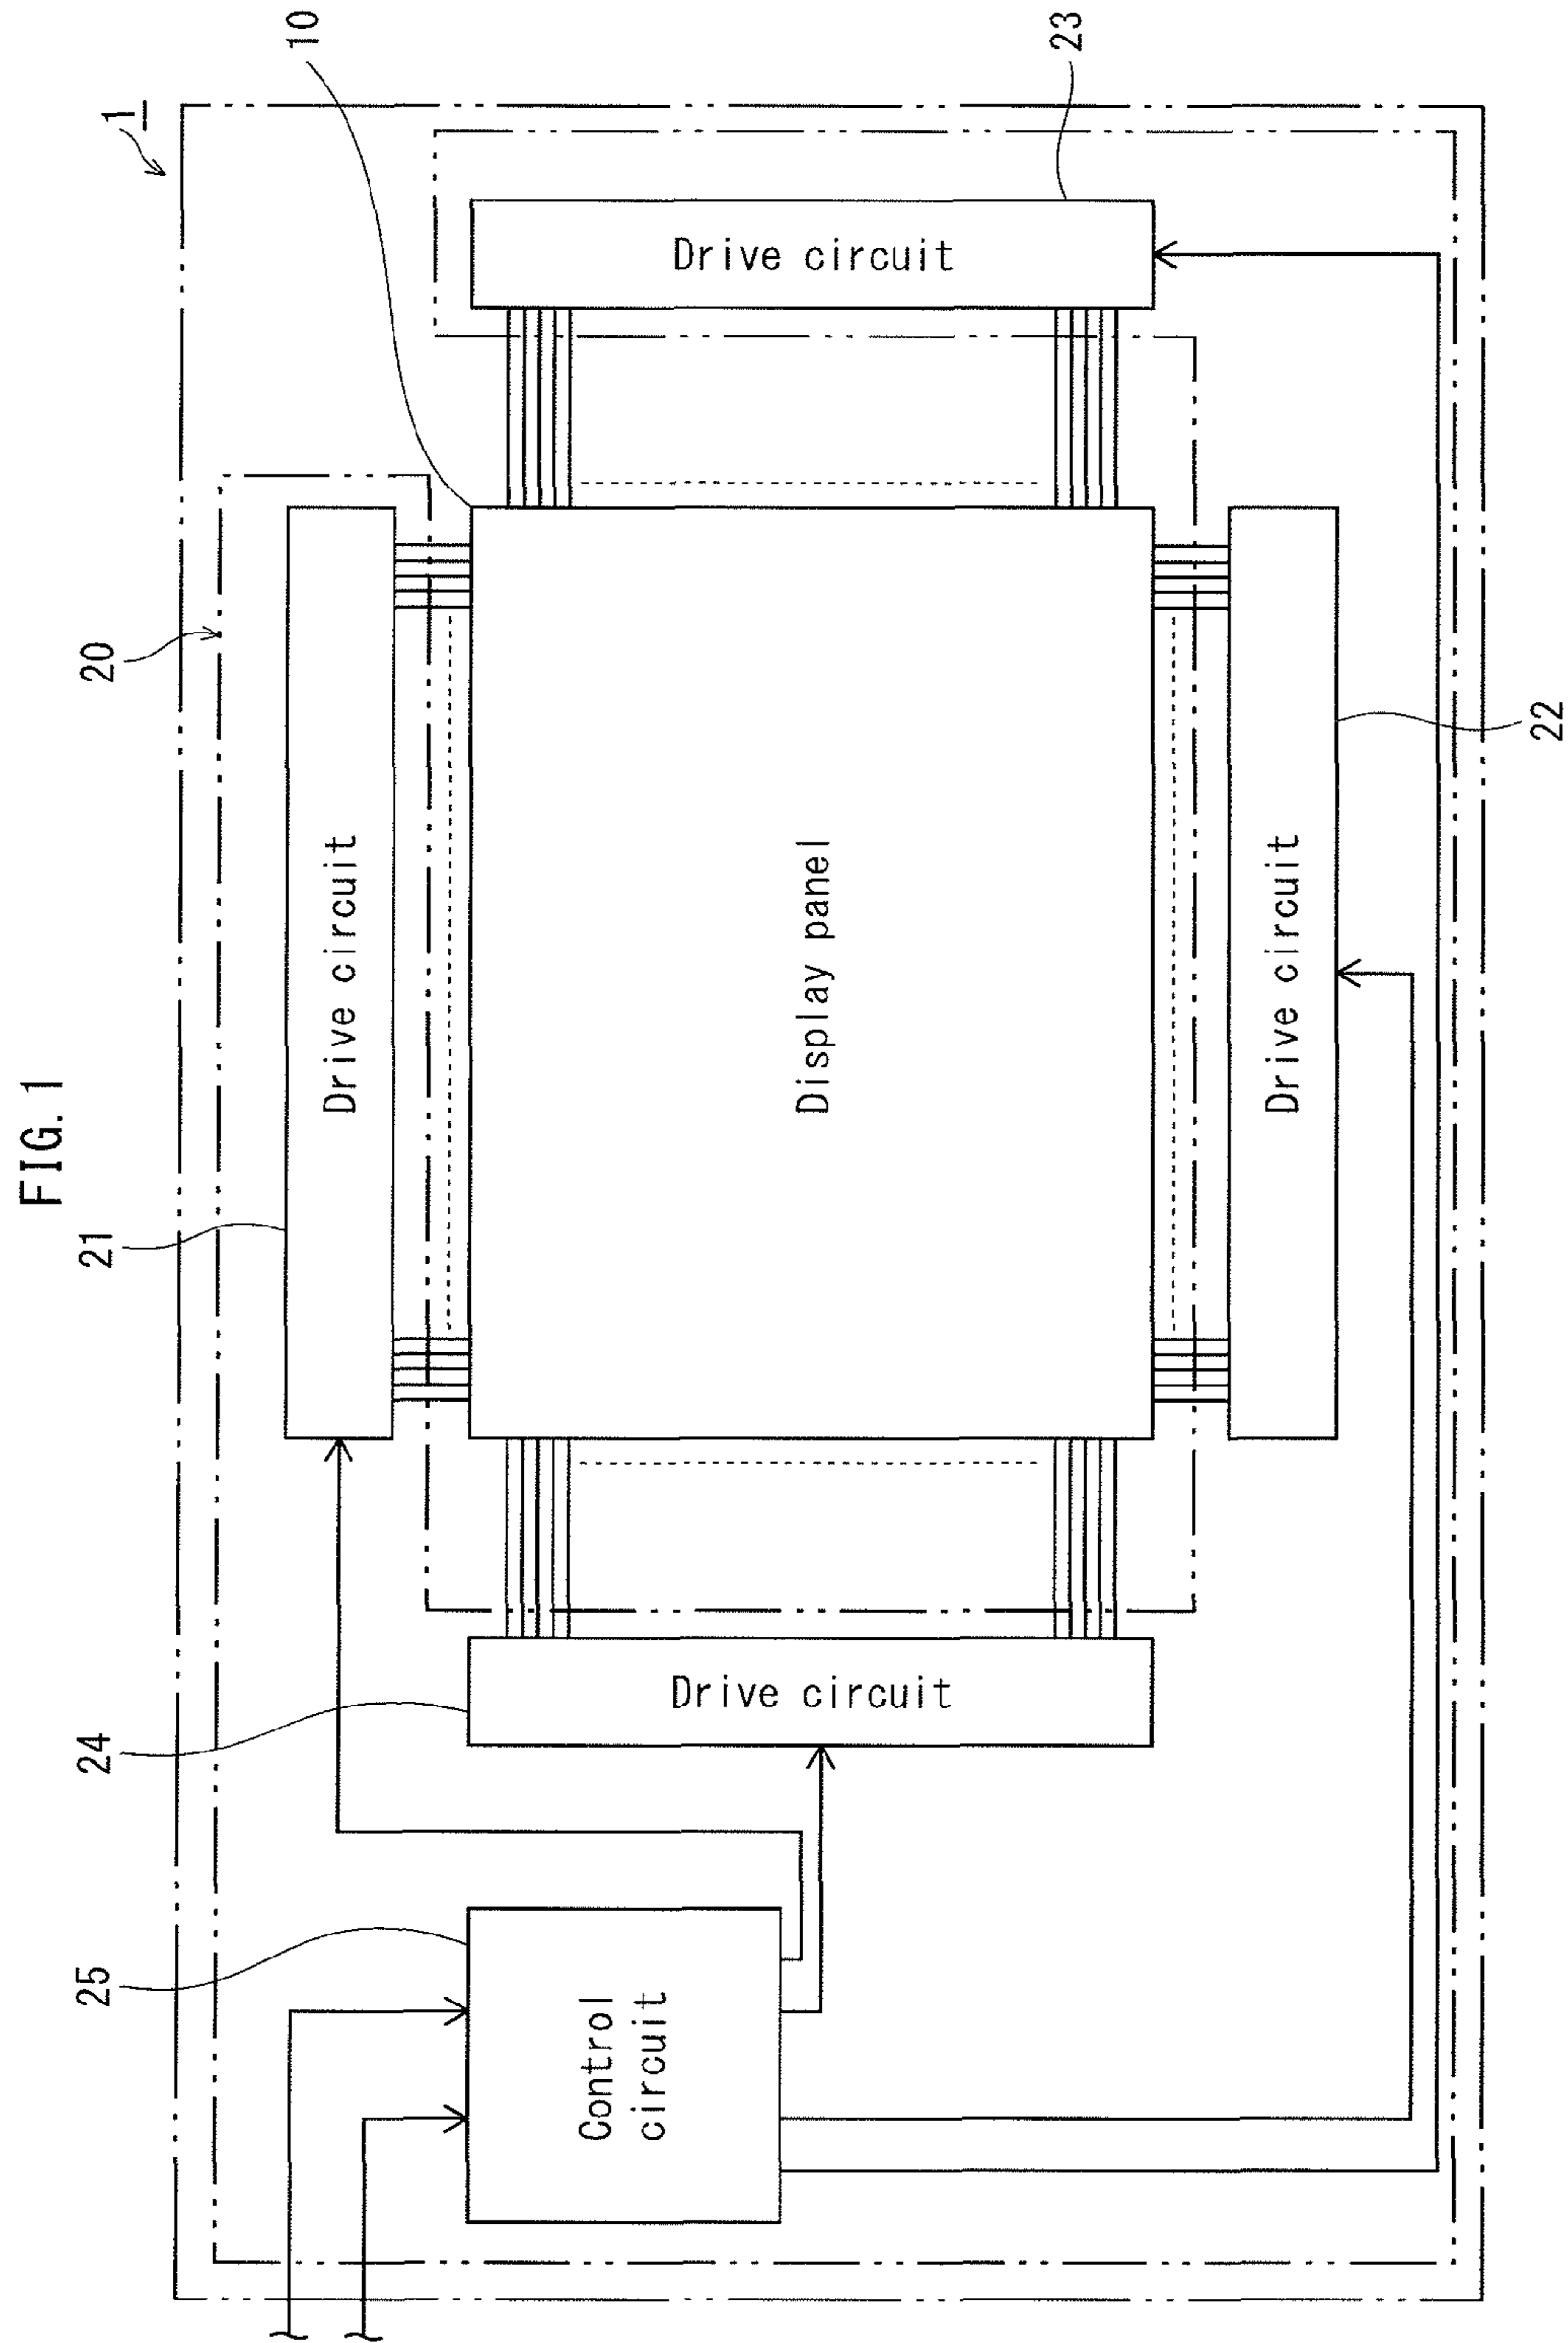 FIG. 1
1
20
21
Drive circuit
10
24
Drive circuit
Display panel
Drive circuit
23
25
Control
circuit
Drive circuit
22